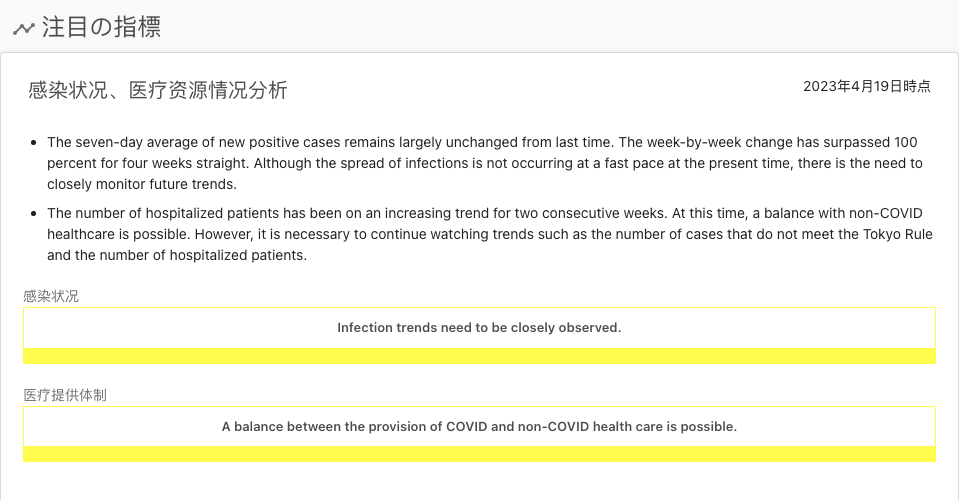 注目の指標
感染状况、医疗资源情况分析
2023年4月19日時点
The seven-day average of new positive cases remains largely unchanged from last time. The week-by-week change has surpassed 100
percent for four weeks straight. Although the spread of infections is not occurring at a fast pace at the present time, there is the need to
closely monitor future trends.
The number of hospitalized patients has been on an increasing trend for two consecutive weeks. At this time, a balance with non-COVID
healthcare is possible. However, it is necessary to continue watching trends such as the number of cases that do not meet the Tokyo Rule
and the number of hospitalized patients.
感染状况
Infection trends need to be closely observed.
医疗提供体制
A balance between the provision of COVID and non-COVID health care is possible.